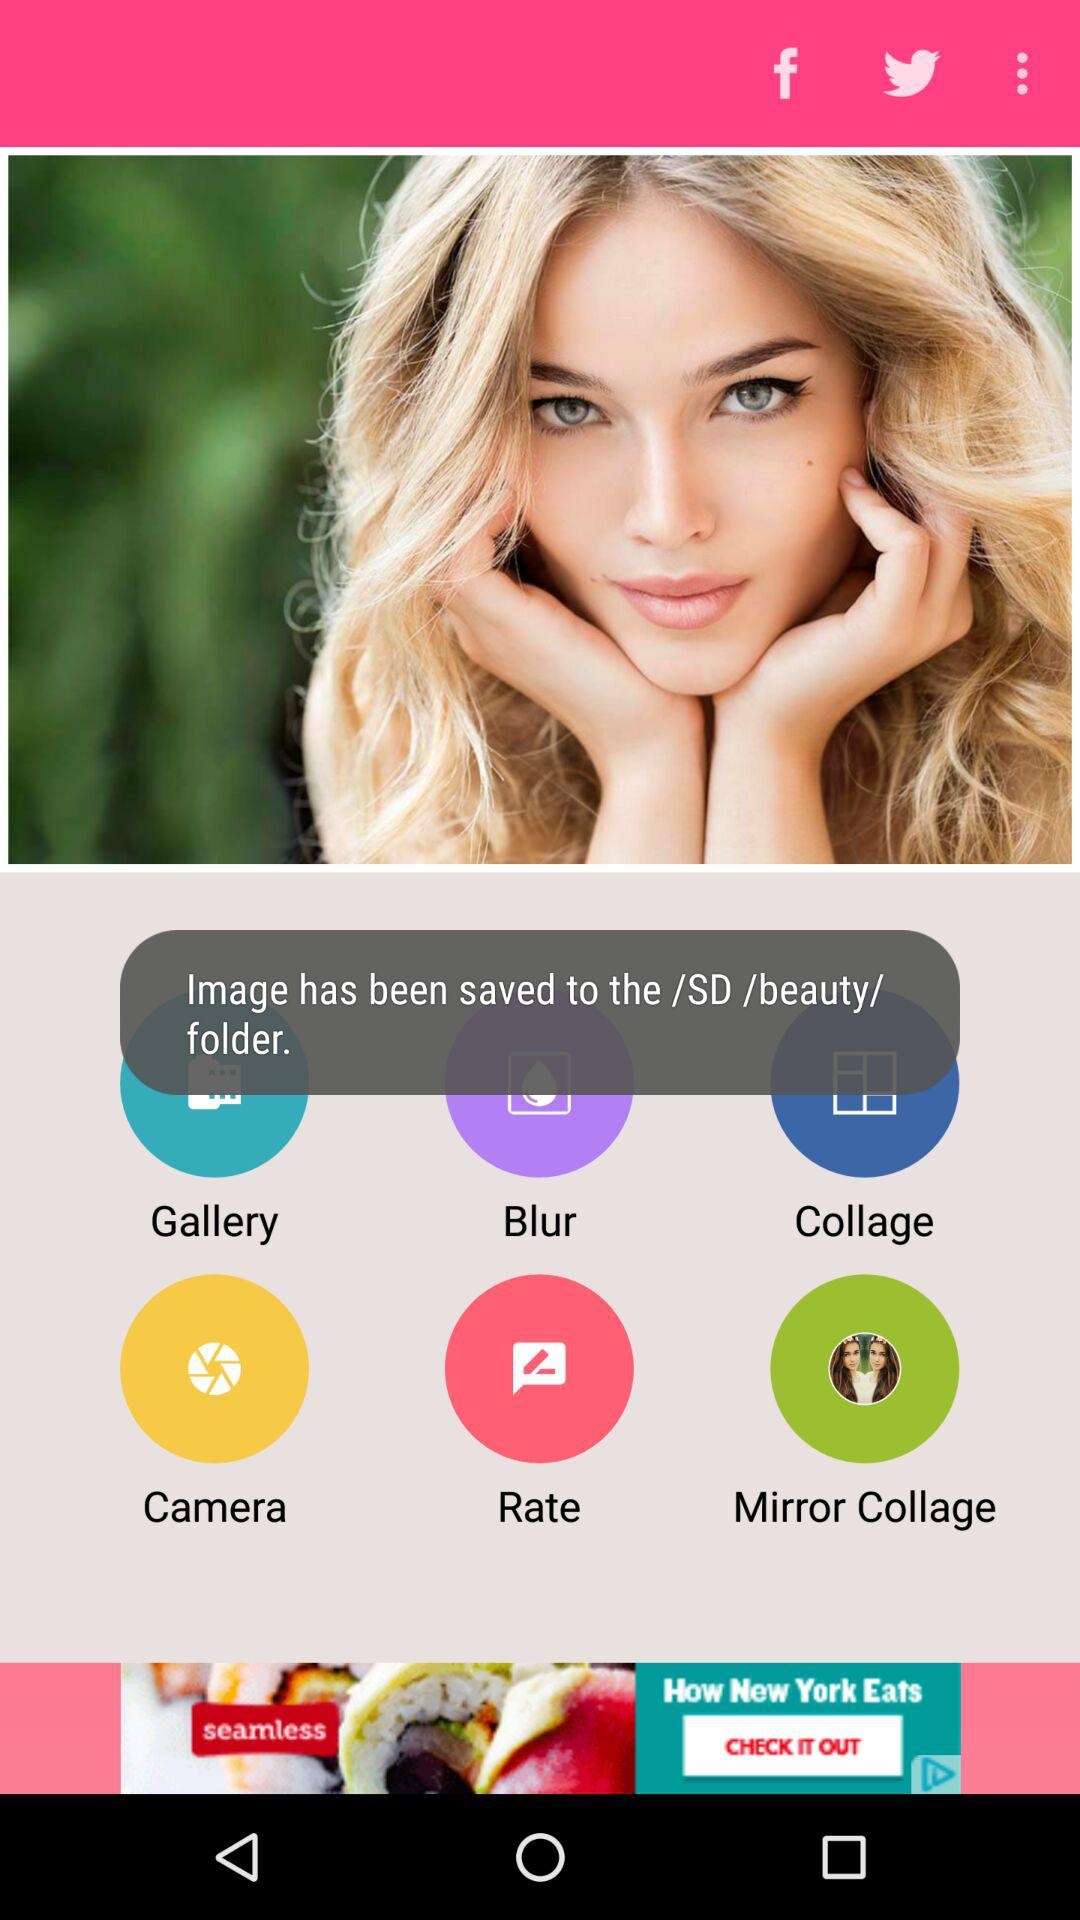 Image has been saved to the /SD /beauty/
folder.
Gallery
Blur
Collage
Camera
Rate
Mirror Collage
seamless
How New York Eats
CHECK IT OUT